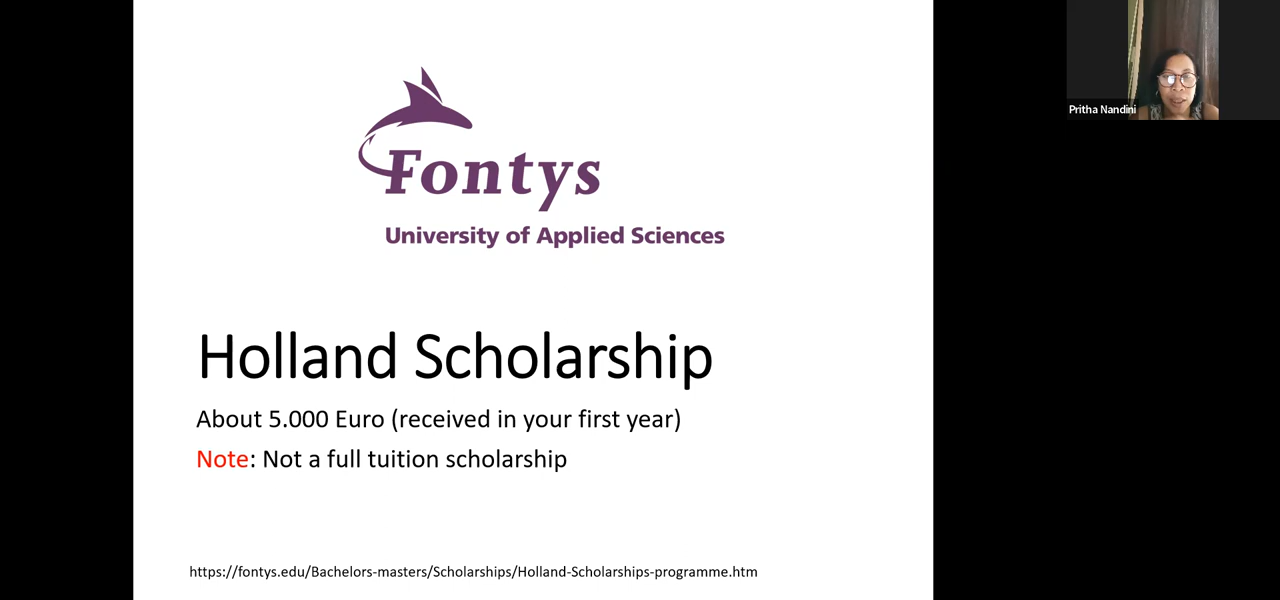 Fontys
University of Applied Sciences
Holland Scholarship
About 5.000 Euro (received in your first year)
Note: Not a full tuition scholarship
https://fontys.edu/Bachelors-masters/Scholarships/Holland-Scholarships-programme.htm
Pritha Nandini